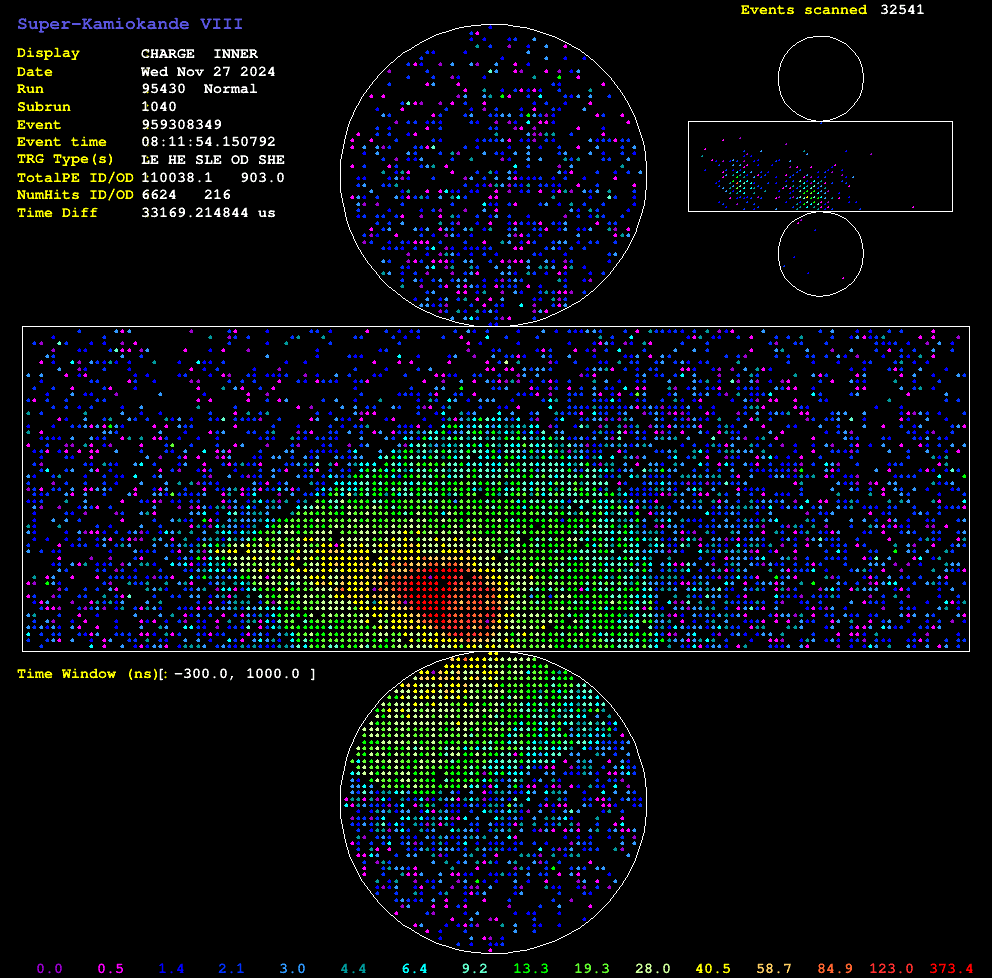 Super-Kamiokande VIII
Events scanned 32541
Display CHARGE INNER
Date Wed Nov 27 2024
Run 95430 Normal
Subrun 1040
Event 959308349
Event time 08:11:54.150792
TRG Type(s) LE HE SLE OD SHE
TotalPE ID/OD 110038.1 903.0
NumHits ID/OD 6624 216
Time Diff 33169.214844 us
Time Window (ns)[: −300.0, 1000.0 ]
0.0 0.5 1.4 2.1 3.0 4.4 6.4 9.2 13.3 19.3 28.0 40.5 58.7 84.9 123.0 373.4